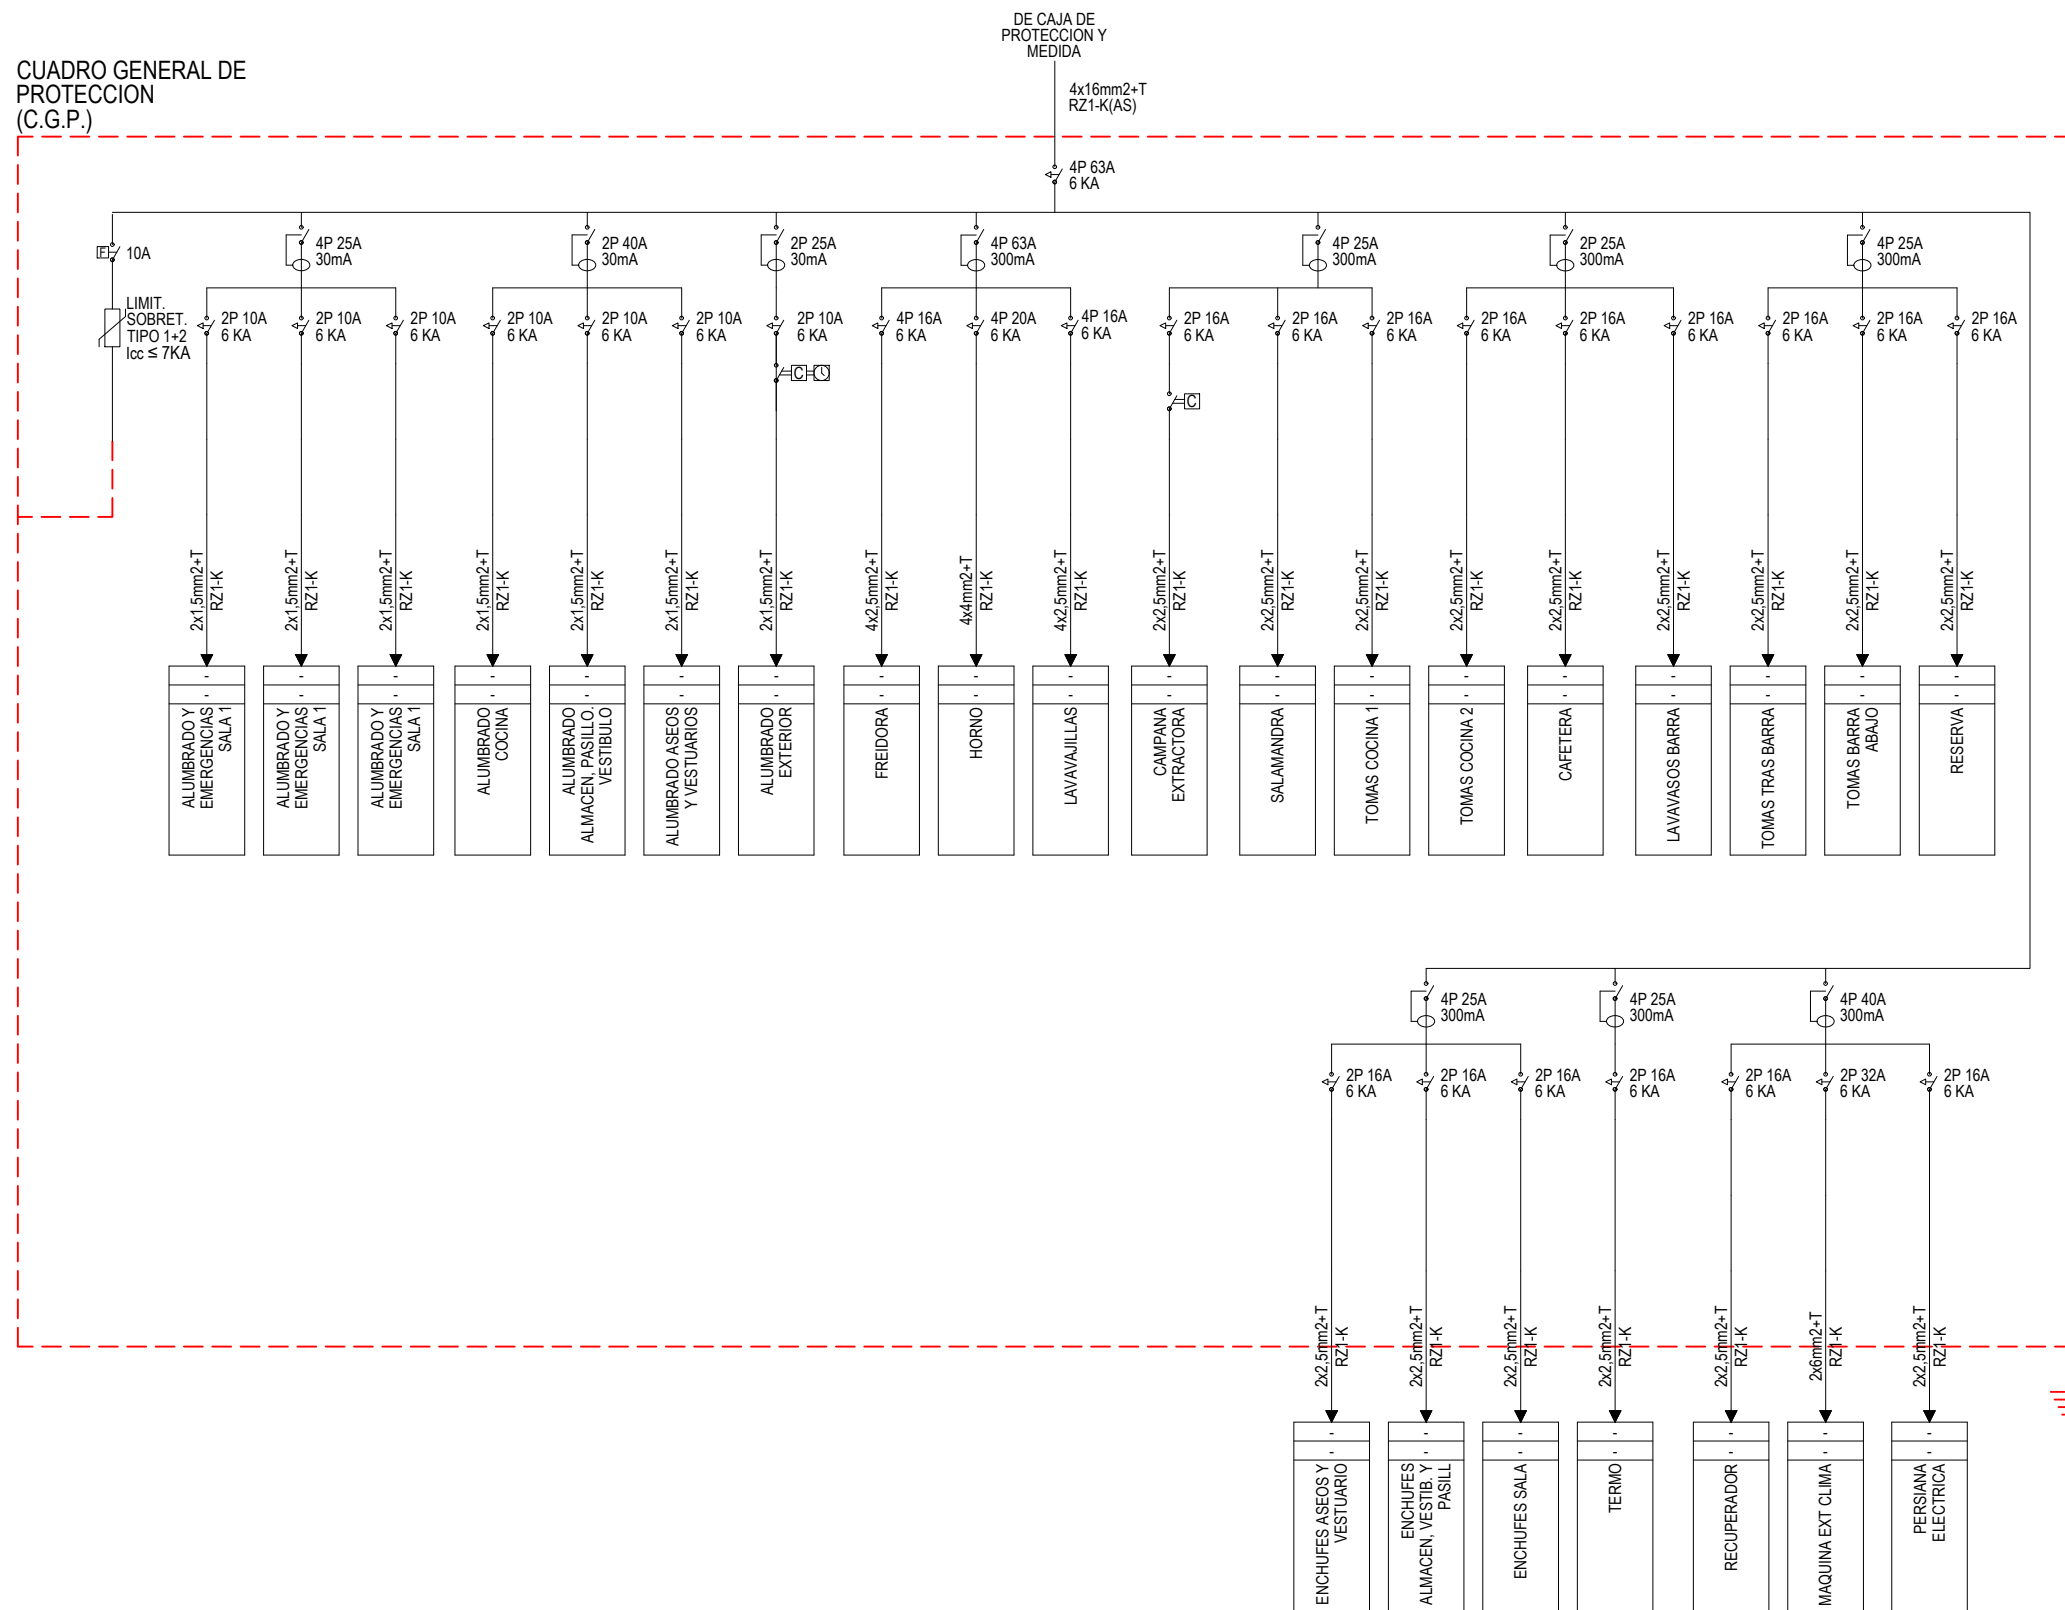 DE CAJA DE
PROTECCION Y
MEDIDA
CUADRO GENERAL DE
PROTECCION
(C.G.P.)
4x16mm2+T
RZ1-K(AS)
4P 63A
6 KA
F
10A
4P 25A
30mA
2P 40A
30mA
2P 25A
30mA
4P 63A
300mA
4P 25A
300mA
2P 25A
300mA
4P 25A
300mA
LIMIT.
SOBRET.
TIPO 1+2
Icc ≤ 7KA
2P 10A
6 KA
2P 10A
6 KA
2P 10A
6 KA
2P 10A
6 KA
2P 10A
6 KA
2P 10A
6 KA
2P 10A
6 KA
4P 16A
6 KA
4P 20A
6 KA
4P 16A
6 KA
2P 16A
6 KA
2P 16A
6 KA
2P 16A
6 KA
2P 16A
6 KA
2P 16A
6 KA
2P 16A
6 KA
2P 16A
6 KA
2P 16A
6 KA
2P 16A
6 KA
C
C
2x1,5mm2+T
RZ1-K
2x1,5mm2+T
RZ1-K
2x1,5mm2+T
RZ1-K
2x1,5mm2+T
RZ1-K
2x1,5mm2+T
RZ1-K
2x1,5mm2+T
RZ1-K
2x1,5mm2+T
RZ1-K
4x2,5mm2+T
RZ1-K
4x4mm2+T
RZ1-K
4x2,5mm2+T
RZ1-K
2x2,5mm2+T
RZ1-K
2x2,5mm2+T
RZ1-K
2x2,5mm2+T
RZ1-K
2x2,5mm2+T
RZ1-K
2x2,5mm2+T
RZ1-K
2x2,5mm2+T
RZ1-K
2x2,5mm2+T
RZ1-K
2x2,5mm2+T
RZ1-K
2x2,5mm2+T
RZ1-K
- - - - - - - - - - - - - - - - - - -
- - - - - - - - - - - - - - - - - - -
ALUMBRADO Y
EMERGENCIAS
SALA 1
ALUMBRADO Y
EMERGENCIAS
SALA 1
ALUMBRADO Y
EMERGENCIAS
SALA 1
ALUMBRADO
COCINA
ALUMBRADO
ALMACEN, PASILLO.
VESTIBULO
ALUMBRADO ASEOS
Y VESTUARIOS
ALUMBRADO
EXTERIOR
FREIDORA
HORNO
LAVAVAJILLAS
CAMPANA
EXTRACTORA
SALAMANDRA
TOMAS COCINA 1
TOMAS COCINA 2
CAFETERA
LAVAVASOS BARRA
TOMAS TRAS BARRA
TOMAS BARRA
ABAJO
RESERVA
4P 25A
300mA
4P 25A
300mA
4P 40A
300mA
2P 16A
6 KA
2P 16A
6 KA
2P 16A
6 KA
2P 16A
6 KA
2P 16A
6 KA
2P 32A
6 KA
2P 16A
6 KA
2x2,5mm2+T
RZ1-K
2x2,5mm2+T
RZ1-K
2x2,5mm2+T
RZ1-K
2x2,5mm2+T
RZ1-K
2x2,5mm2+T
RZ1-K
2x6mm2+T
RZ1-K
2x2,5mm2+T
RZ1-K
- - - - - - -
- - - - - - -
ENCHUFES ASEOS Y
VESTUARIO
ENCHUFES
ALMACEN, VESTIB. Y
PASILL
ENCHUFES SALA
TERMO
RECUPERADOR
MAQUINA EXT CLIMA
PERSIANA
ELECTRICA